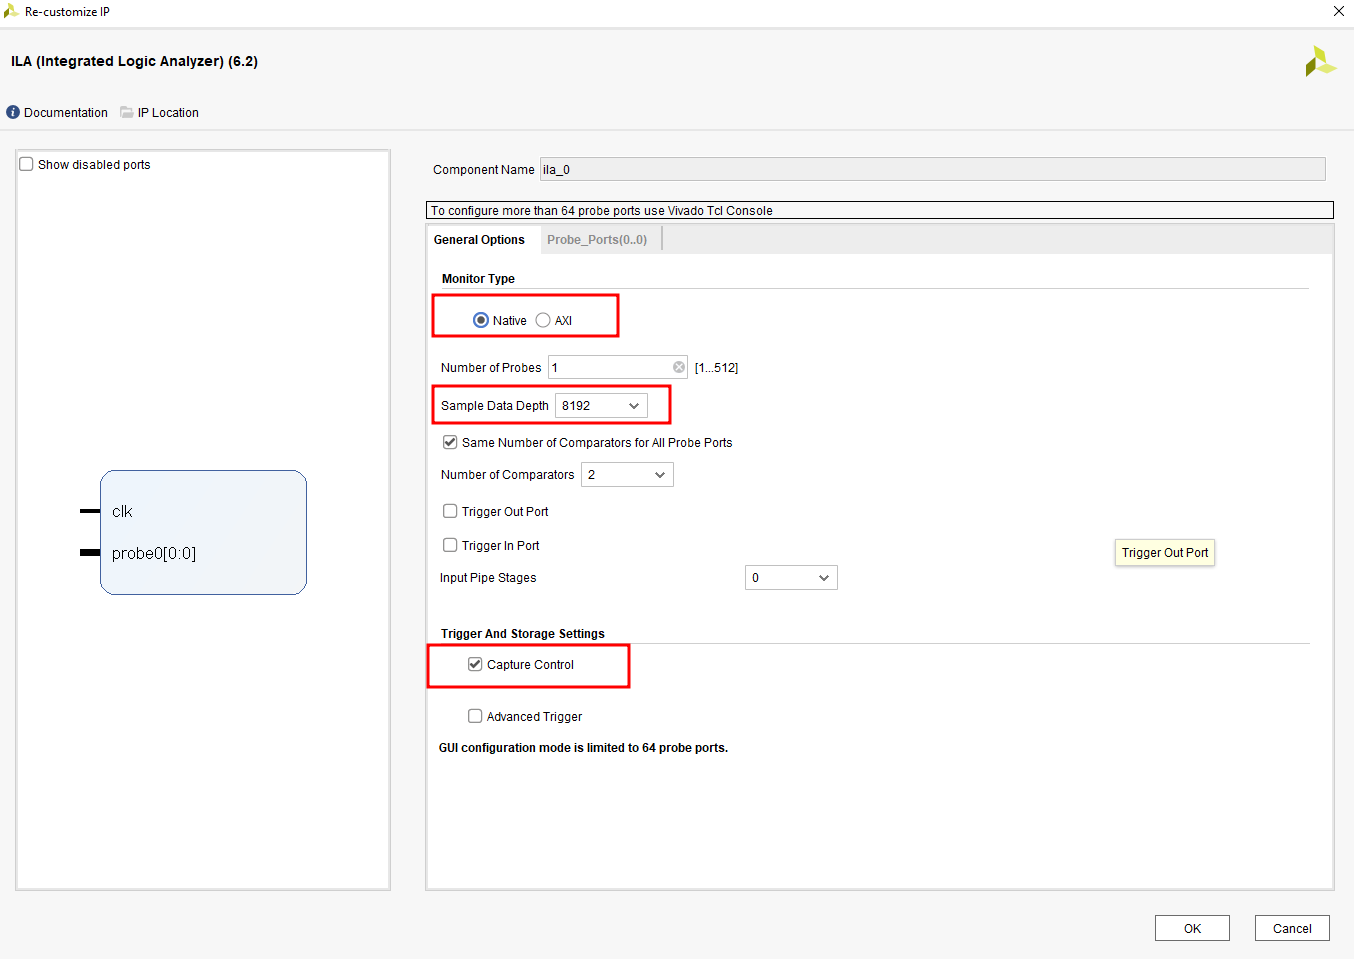 Re-customize IP
ILA (Integrated Logic Analyzer) (6.2)
Documentation IP Location
Show disabled ports
clk
probe0[0:0]
Component Name ila_0
To configure more than 64 probe ports use Vivado Tcl Console
General Options Probe_Ports(0..0)
Monitor Type
Native AXI
Number of Probes 1 [1...512]
Sample Data Depth 8192
Same Number of Comparators for All Probe Ports
Number of Comparators 2
Trigger Out Port
Trigger In Port
Trigger Out Port
Input Pipe Stages 0
Trigger And Storage Settings
Capture Control
Advanced Trigger
GUI configuration mode is limited to 64 probe ports.
OK Cancel